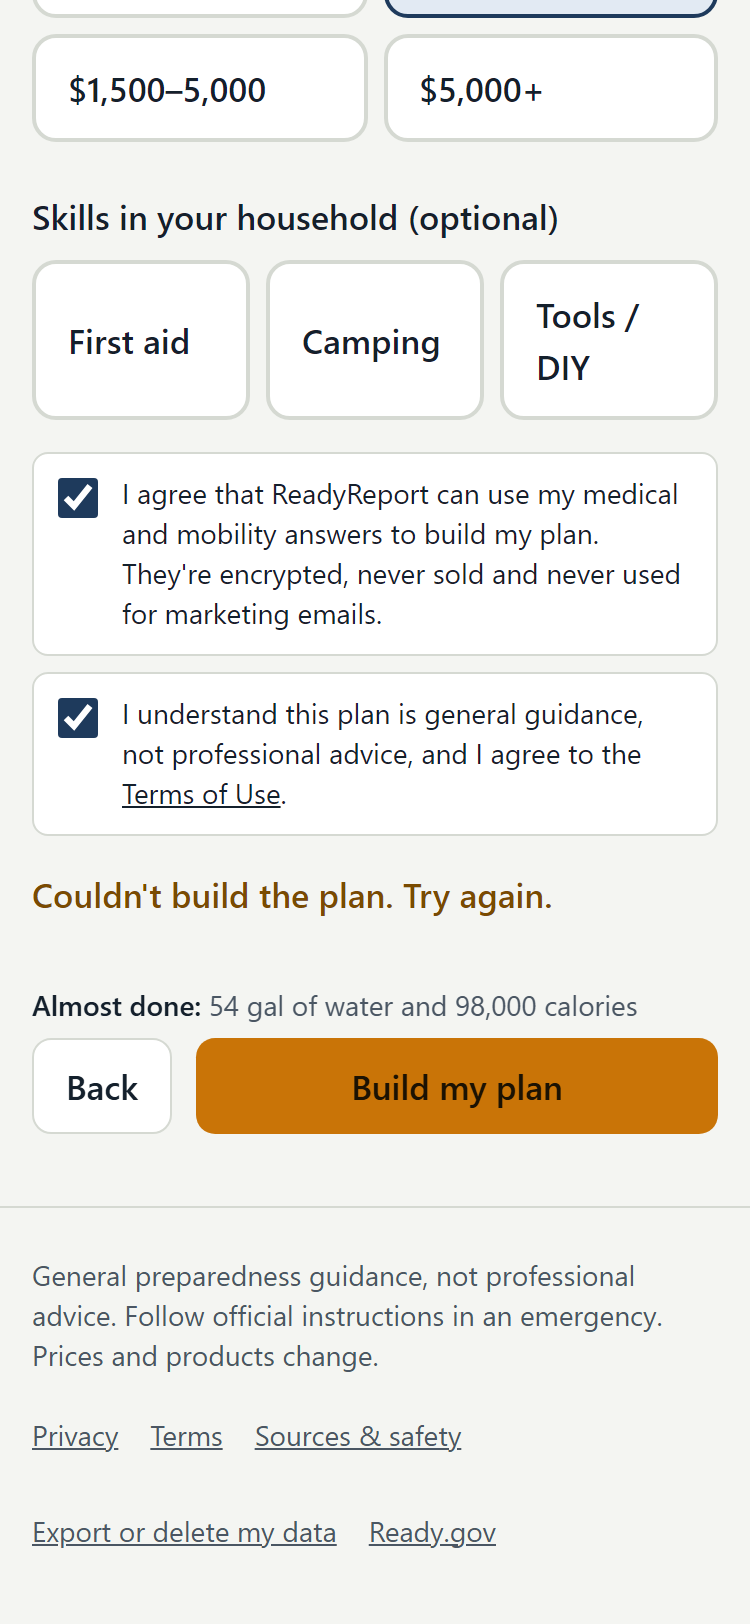 $1,500–5,000
$5,000+
Skills in your household (optional)
First aid
Camping
Tools /
DIY
I agree that ReadyReport can use my medical
and mobility answers to build my plan.
They're encrypted, never sold and never used
for marketing emails.
I understand this plan is general guidance,
not professional advice, and I agree to the
Terms of Use.
Couldn't build the plan. Try again.
Almost done: 54 gal of water and 98,000 calories
Back
Build my plan
General preparedness guidance, not professional
advice. Follow official instructions in an emergency.
Prices and products change.
Privacy
Terms
Sources & safety
Export or delete my data
Ready.gov